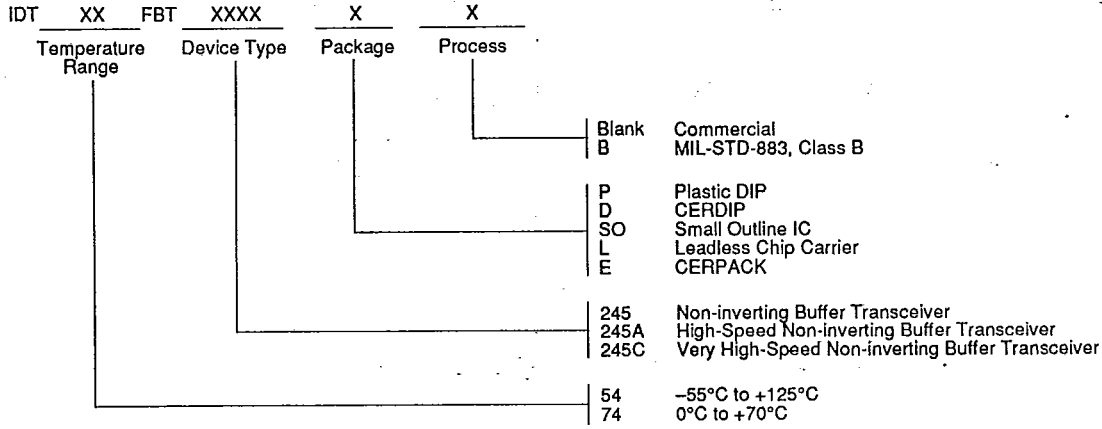 IDT XX FBT XXXX X X
Temperature Range Device Type Package Process
Blank Commercial
B MIL-STD-883, Class B
P Plastic DIP
D CERDIP
SO Small Outline IC
L Leadless Chip Carrier
E CERPACK
245 Non-inverting Buffer Transceiver
245A High-Speed Non-inverting Buffer Transceiver
245C Very High-Speed Non-inverting Buffer Transceiver
54 –55°C to +125°C
74 0°C to +70°C